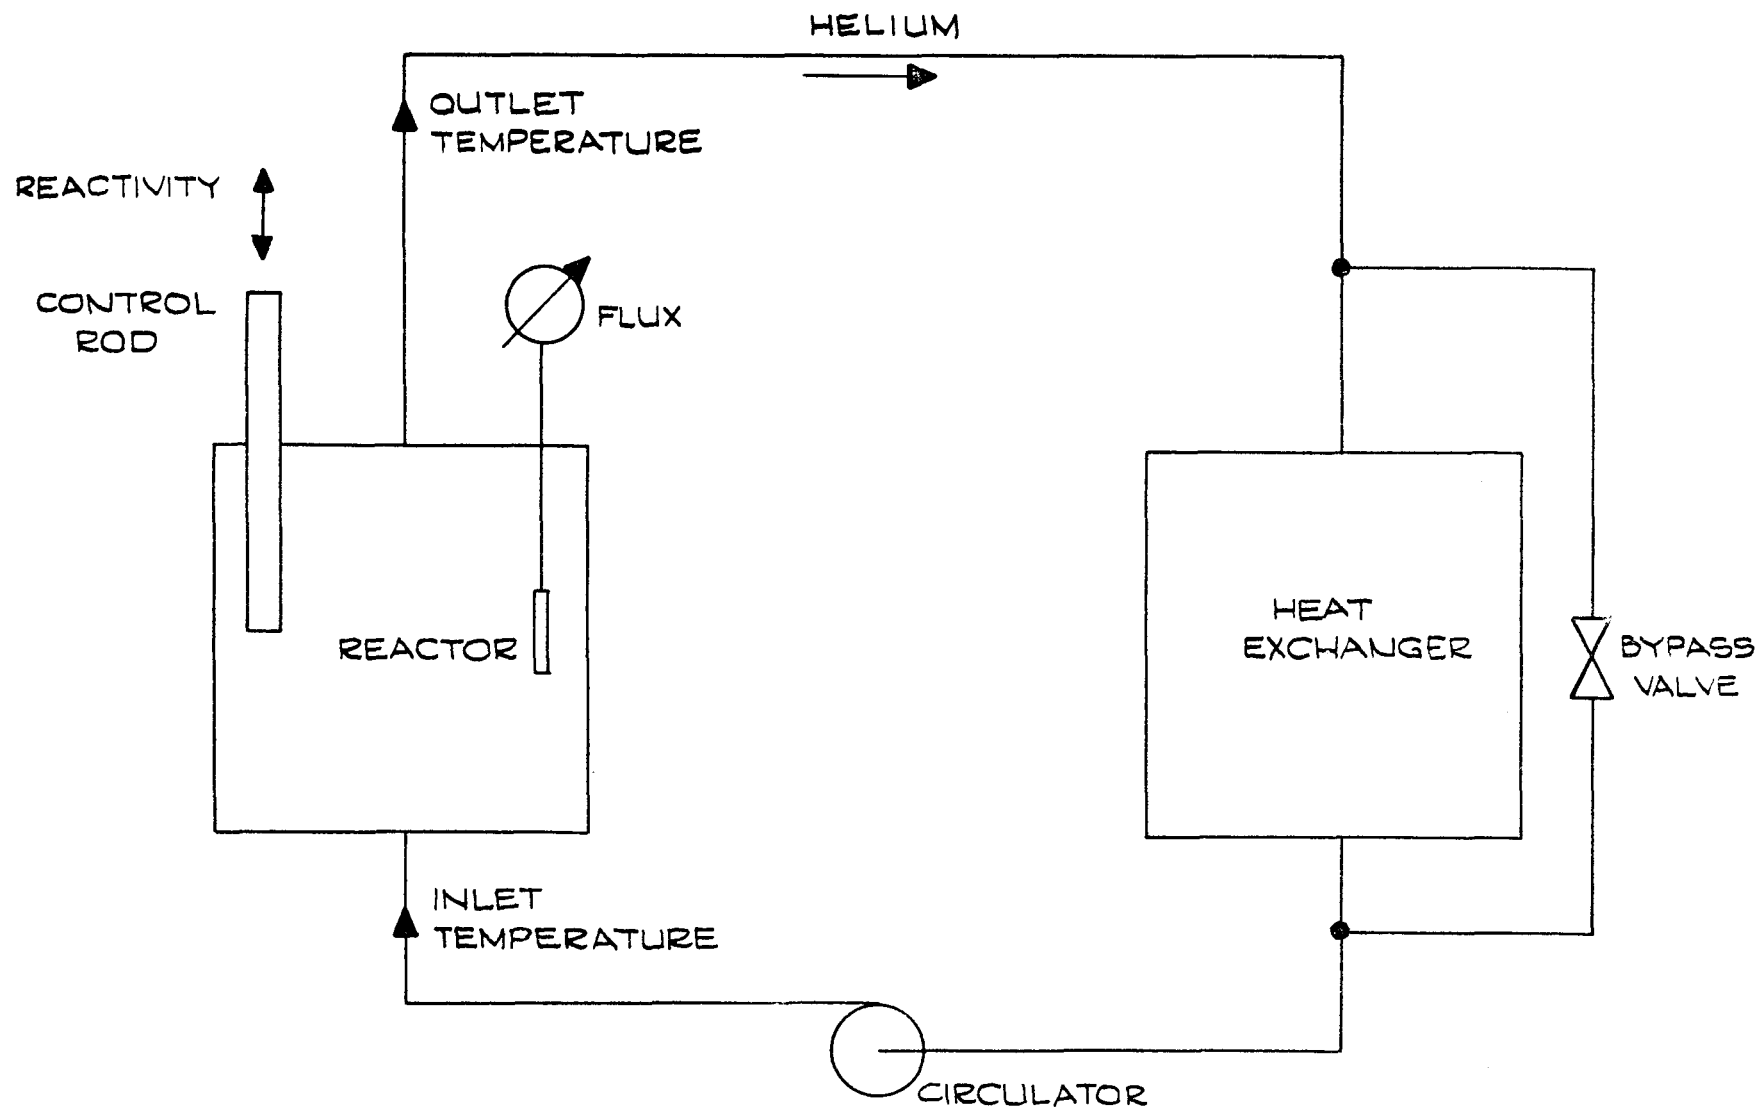 HELIUM
OUTLET
TEMPERATURE
REACTIVITY
CONTROL
ROD
FLUX
REACTOR
HEAT
EXCHANGER
BYPASS
VALVE
INLET
TEMPERATURE
CIRCULATOR